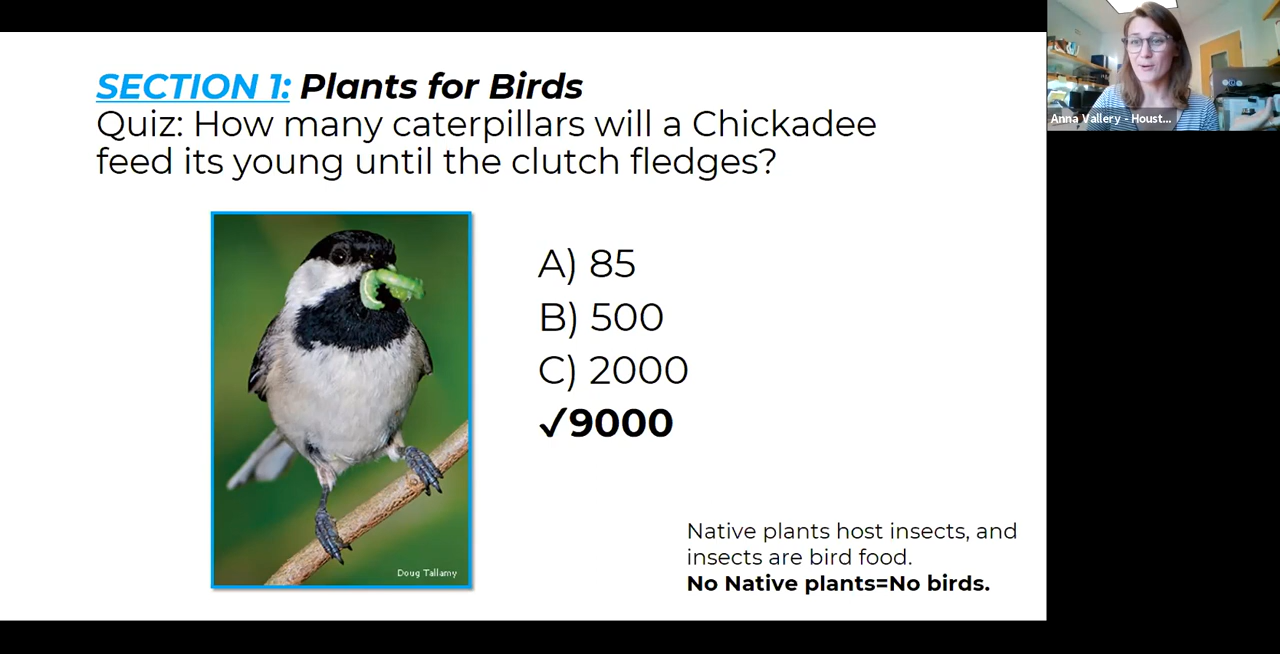 SECTION 1: Plants for Birds
Quiz: How many caterpillars will a Chickadee
feed its young until the clutch fledges?
A) 85
B) 500
C) 2000
✓9000
Doug Tallamy
Native plants host insects, and
insects are bird food.
No Native plants=No birds.
Anna Vallery - Houst...